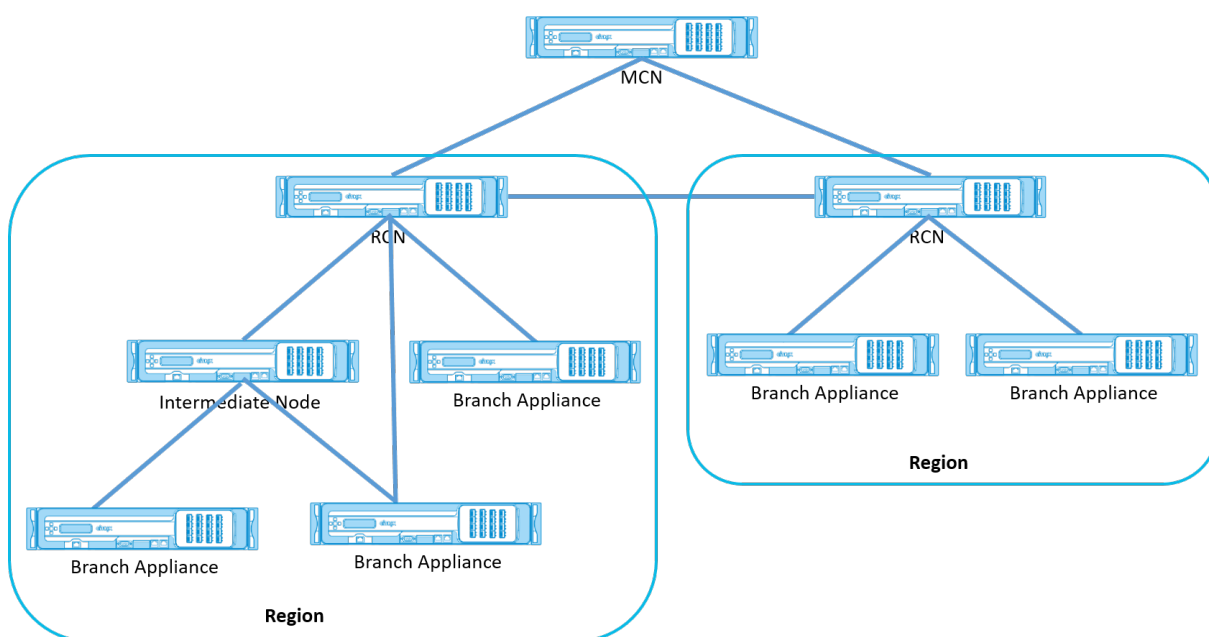 MCN
RCN
RCN
Intermediate Node
Branch Appliance
Branch Appliance
Branch Appliance
Region
Branch Appliance
Branch Appliance
Region